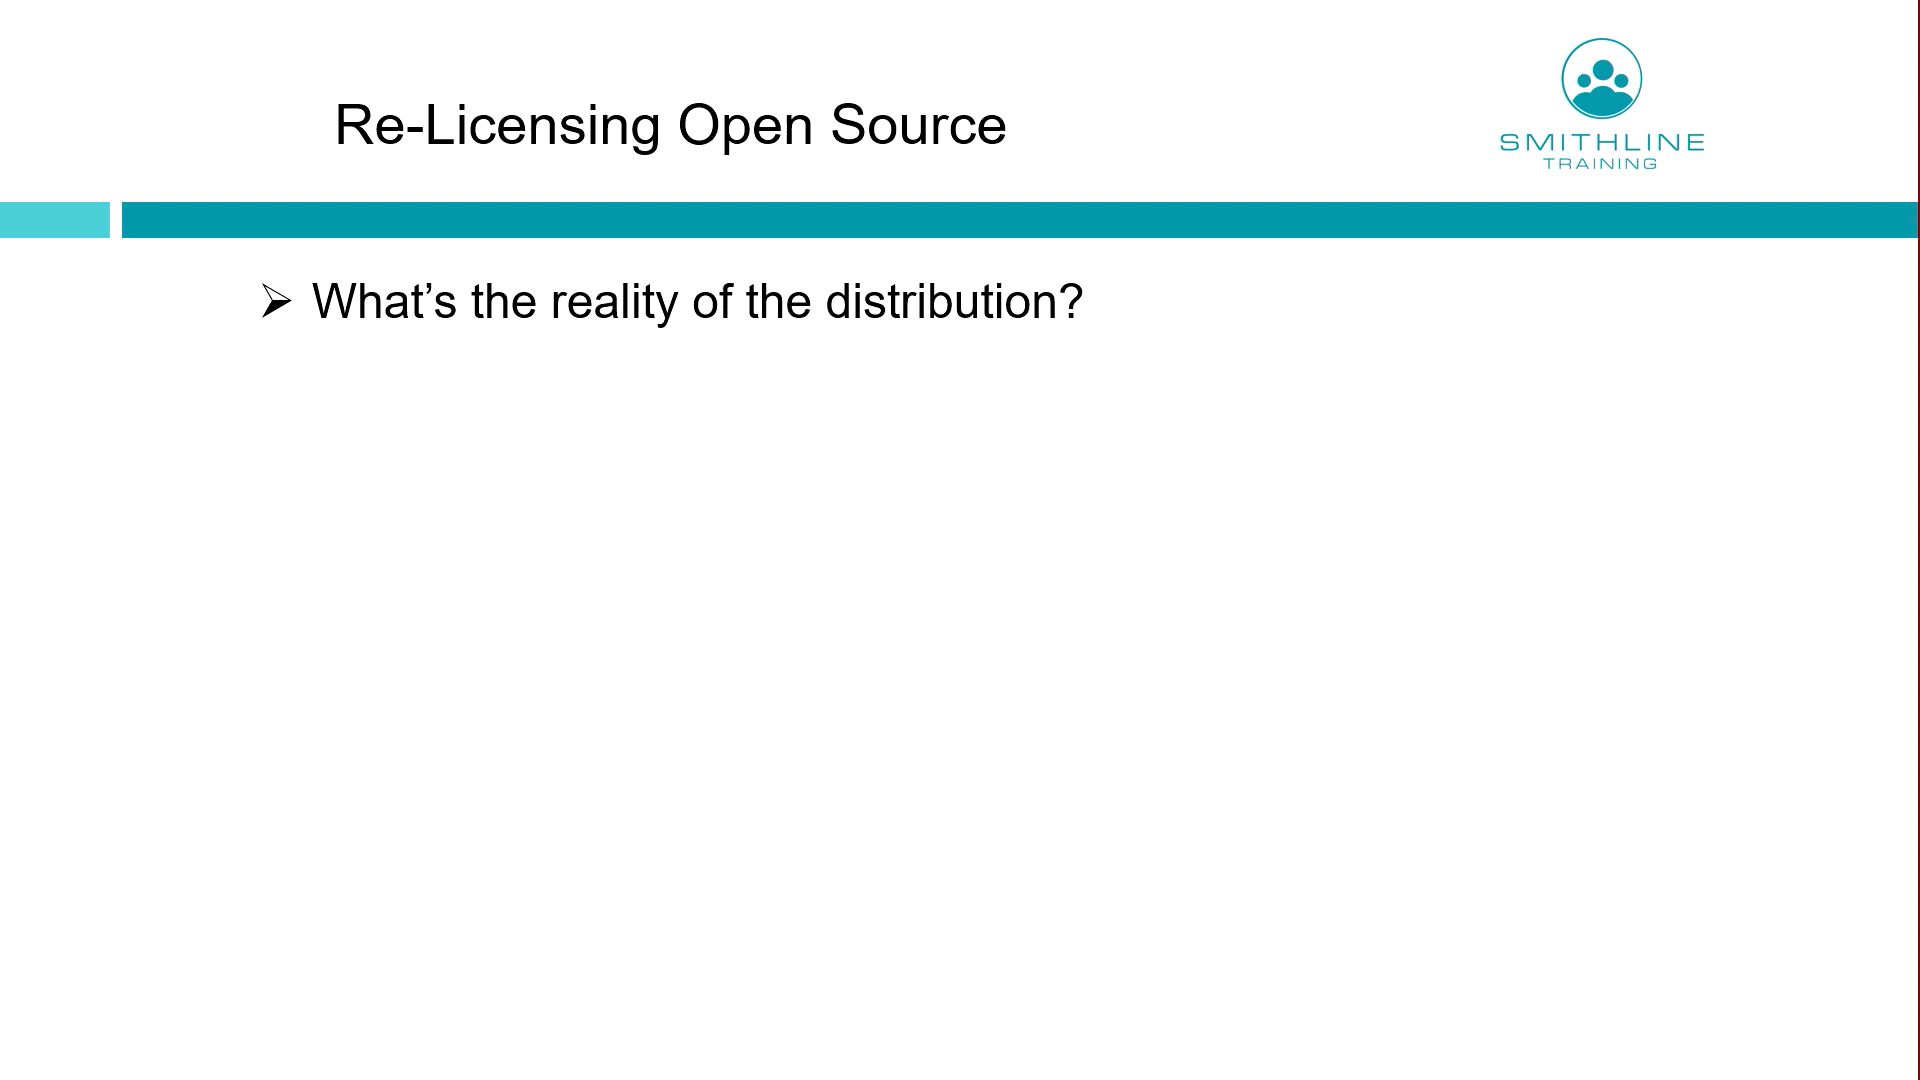 Re-Licensing Open Source
SMITHLINE
TRAINING
➢ What’s the reality of the distribution?